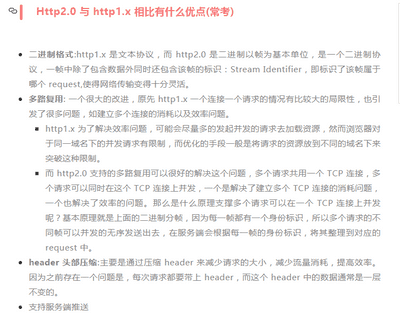 Http2.0 与 http1.x 相比有什么优点(常考)
二进制格式:http1.x 是文本协议，而 http2.0 是二进制以帧为基本单位，是一个二进制协
议，一帧中除了包含数据外同时还包含该帧的标识：Stream Identifier，即标识了该帧属于
哪个 request,使得网络传输变得十分灵活。
多路复用: 一个很大的改进，原先 http1.x 一个连接一个请求的情况有比较大的局限性，也引
发了很多问题，如建立多个连接的消耗以及效率问题。
http1.x 为了解决效率问题，可能会尽量多的发起并发的请求去加载资源，然而浏览器对
于同一域名下的并发请求有限制，而优化的手段一般是将请求的资源放到不同的域名下来
突破这种限制。
而 http2.0 支持的多路复用可以很好的解决这个问题，多个请求共用一个 TCP 连接，多
个请求可以同时在这个 TCP 连接上并发，一个是解决了建立多个 TCP 连接的消耗问题，
一个也解决了效率的问题。那么是什么原理支撑多个请求可以在一个 TCP 连接上并发
呢？基本原理就是上面的二进制分帧，因为每一帧都有一个身份标识，所以多个请求的不
同帧可以并发的无序发送出去，在服务端会根据每一帧的身份标识，将其整理到对应的
request 中。
header 头部压缩:主要是通过压缩 header 来减少请求的大小，减少流量消耗，提高效率。
因为之前存在一个问题是，每次请求都要带上 header，而这个 header 中的数据通常是一层
不变的。
支持服务端推送